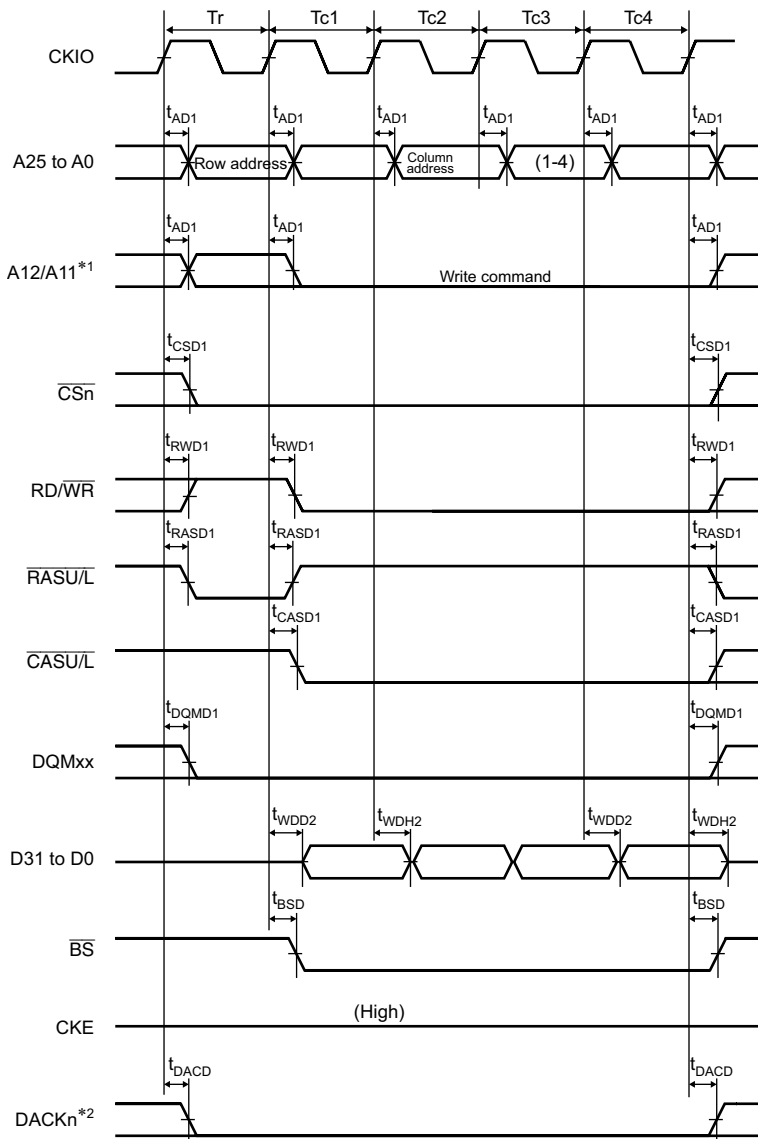 Tr Tc1 Tc2 Tc3 Tc4
CKIO
tAD1 tAD1 tAD1 tAD1 tAD1 tAD1
A25 to A0 Row address Column address (1-4)
tAD1 tAD1 tAD1
A12/A11*1 Write command
tCSD1 tCSD1
CSn
tRWD1 tRWD1 tRWD1
RD/WR
tRASD1 tRASD1 tRASD1
RASU/L
tCASD1 tCASD1
CASU/L
tDQMD1 tDQMD1
DQMxx
tWDD2 tWDH2 tWDD2 tWDH2
D31 to D0
tBSD tBSD
BS
(High)
CKE
tDACD tDACD
DACKn*2